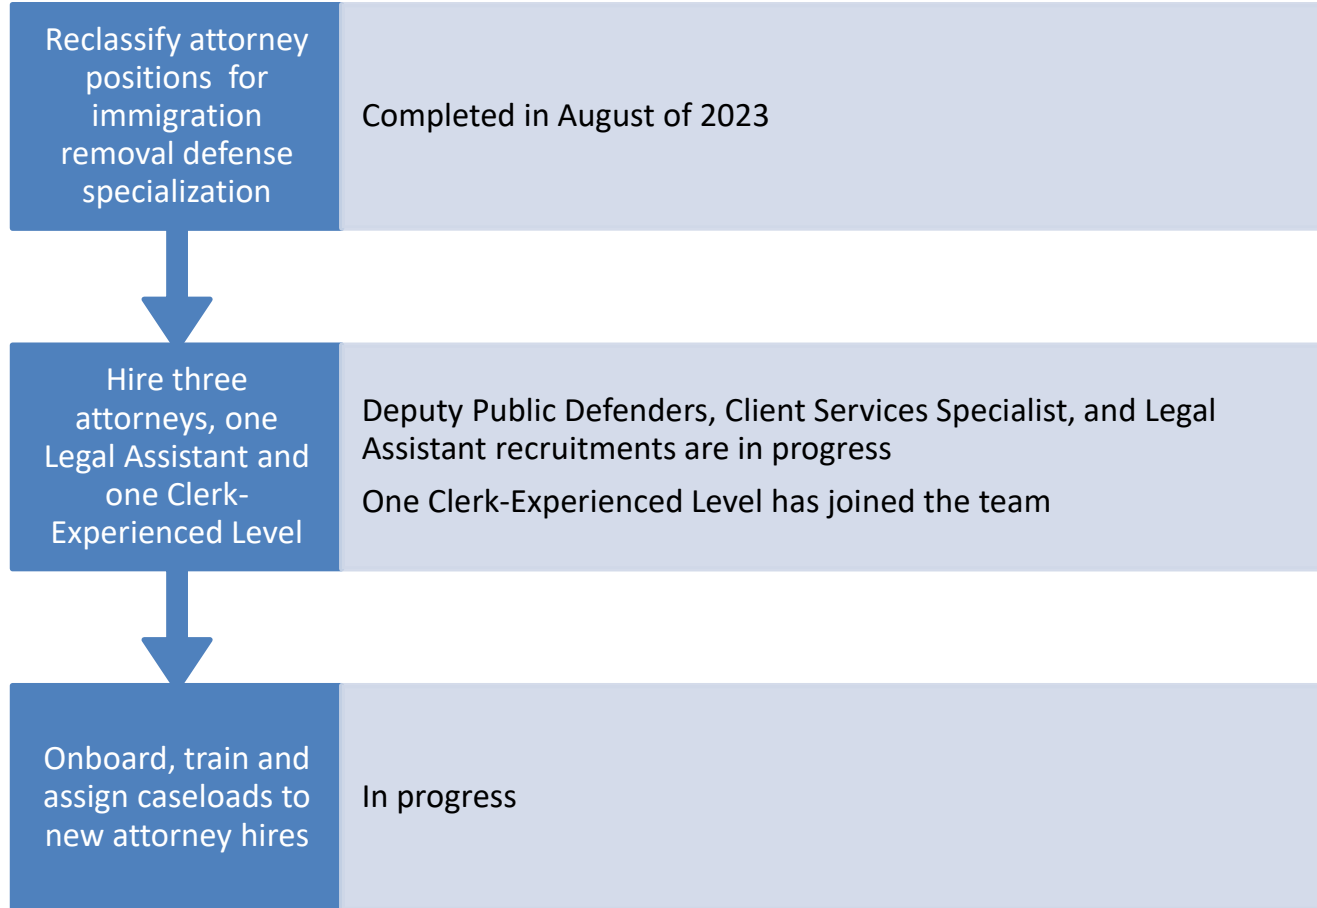 Reclassify attorney
positions  for
immigration
removal defense
specialization
Completed in August of 2023
Hire three
attorneys, one
Legal Assistant and
one Clerk-
Experienced Level
Deputy Public Defenders, Client Services Specialist, and Legal
Assistant recruitments are in progress
One Clerk-Experienced Level has joined the team
Onboard, train and
assign caseloads to
new attorney hires
In progress